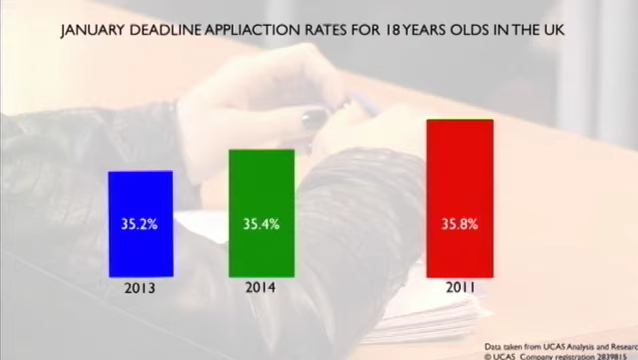 JANUARY DEADLINE APPLIACTION RATES FOR 18 YEARS OLDS IN THE UK
35.2%
35.4%
35.8%
2013
2014
2011
Data taken from UCAS Analysis and Researc
© UCAS Company registration 2839815